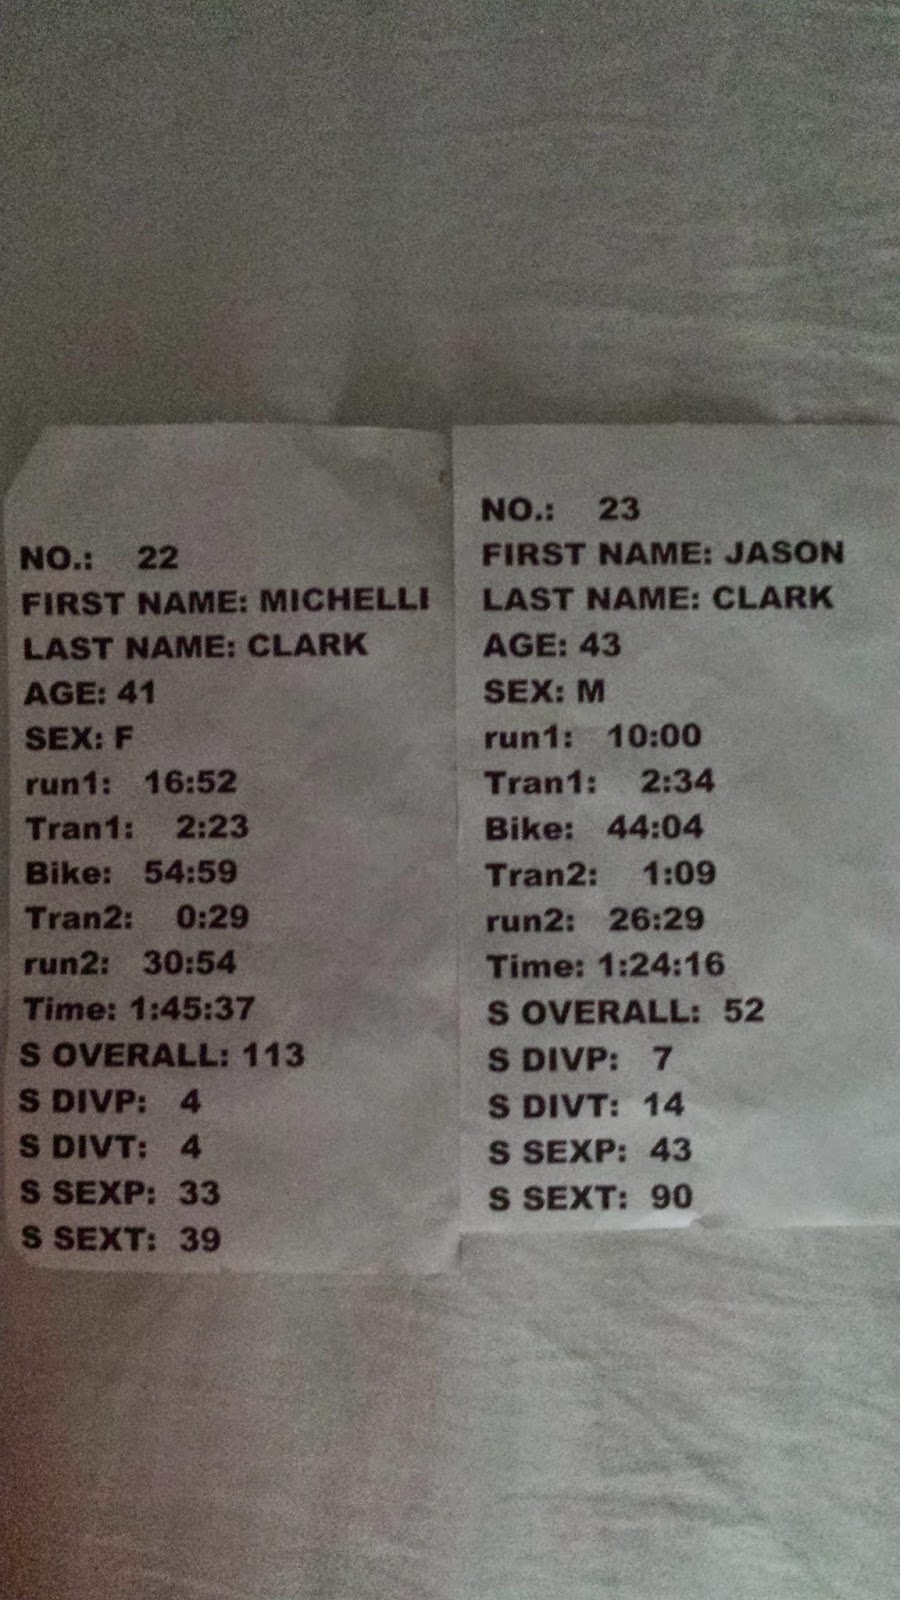 NO.: 22
FIRST NAME: MICHELLI
LAST NAME: CLARK
AGE: 41
SEX: F
run1: 16:52
Tran1: 2:23
Bike: 54:59
Tran2: 0:29
run2: 30:54
Time: 1:45:37
S OVERALL: 113
S DIVP: 4
S DIVT: 4
S SEXP: 33
S SEXT: 39
NO.: 23
FIRST NAME: JASON
LAST NAME: CLARK
AGE: 43
SEX: M
run1: 10:00
Tran1: 2:34
Bike: 44:04
Tran2: 1:09
run2: 26:29
Time: 1:24:16
S OVERALL: 52
S DIVP: 7
S DIVT: 14
S SEXP: 43
S SEXT: 90